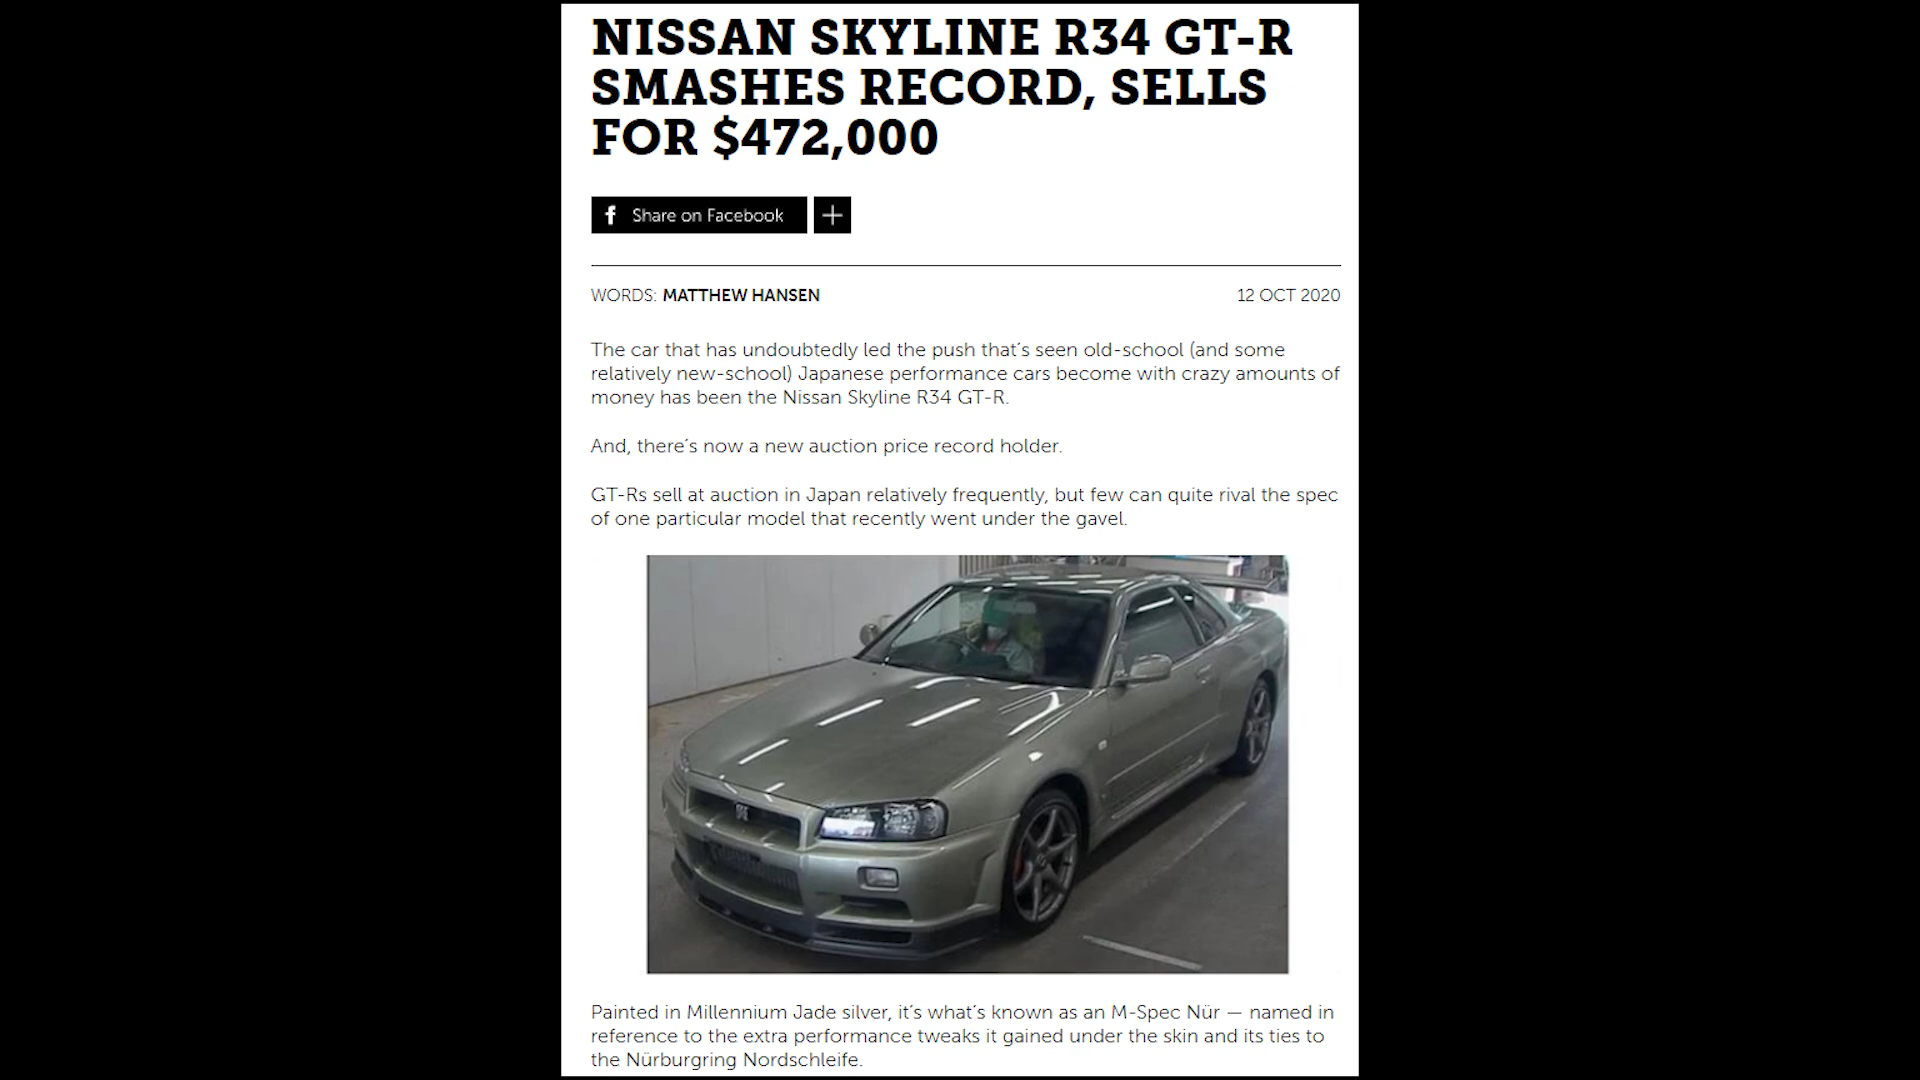 NISSAN SKYLINE R34 GT-R
SMASHES RECORD, SELLS
FOR $472,000
f Share on Facebook +
WORDS: MATTHEW HANSEN 12 OCT 2020
The car that has undoubtedly led the push that's seen old-school (and some
relatively new-school) Japanese performance cars become with crazy amounts of
money has been the Nissan Skyline R34 GT-R.
And, there's now a new auction price record holder.
GT-Rs sell at auction in Japan relatively frequently, but few can quite rival the spec
of one particular model that recently went under the gavel.
Painted in Millennium Jade silver, it's what's known as an M-Spec Nür — named in
reference to the extra performance tweaks it gained under the skin and its ties to
the Nürburgring Nordschleife.